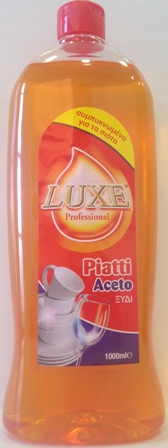 συμπυκνωμένο
για τα πιάτα
LUXE®
Professional
Piatti
Aceto
ΞΥΔΙ
1000ml e